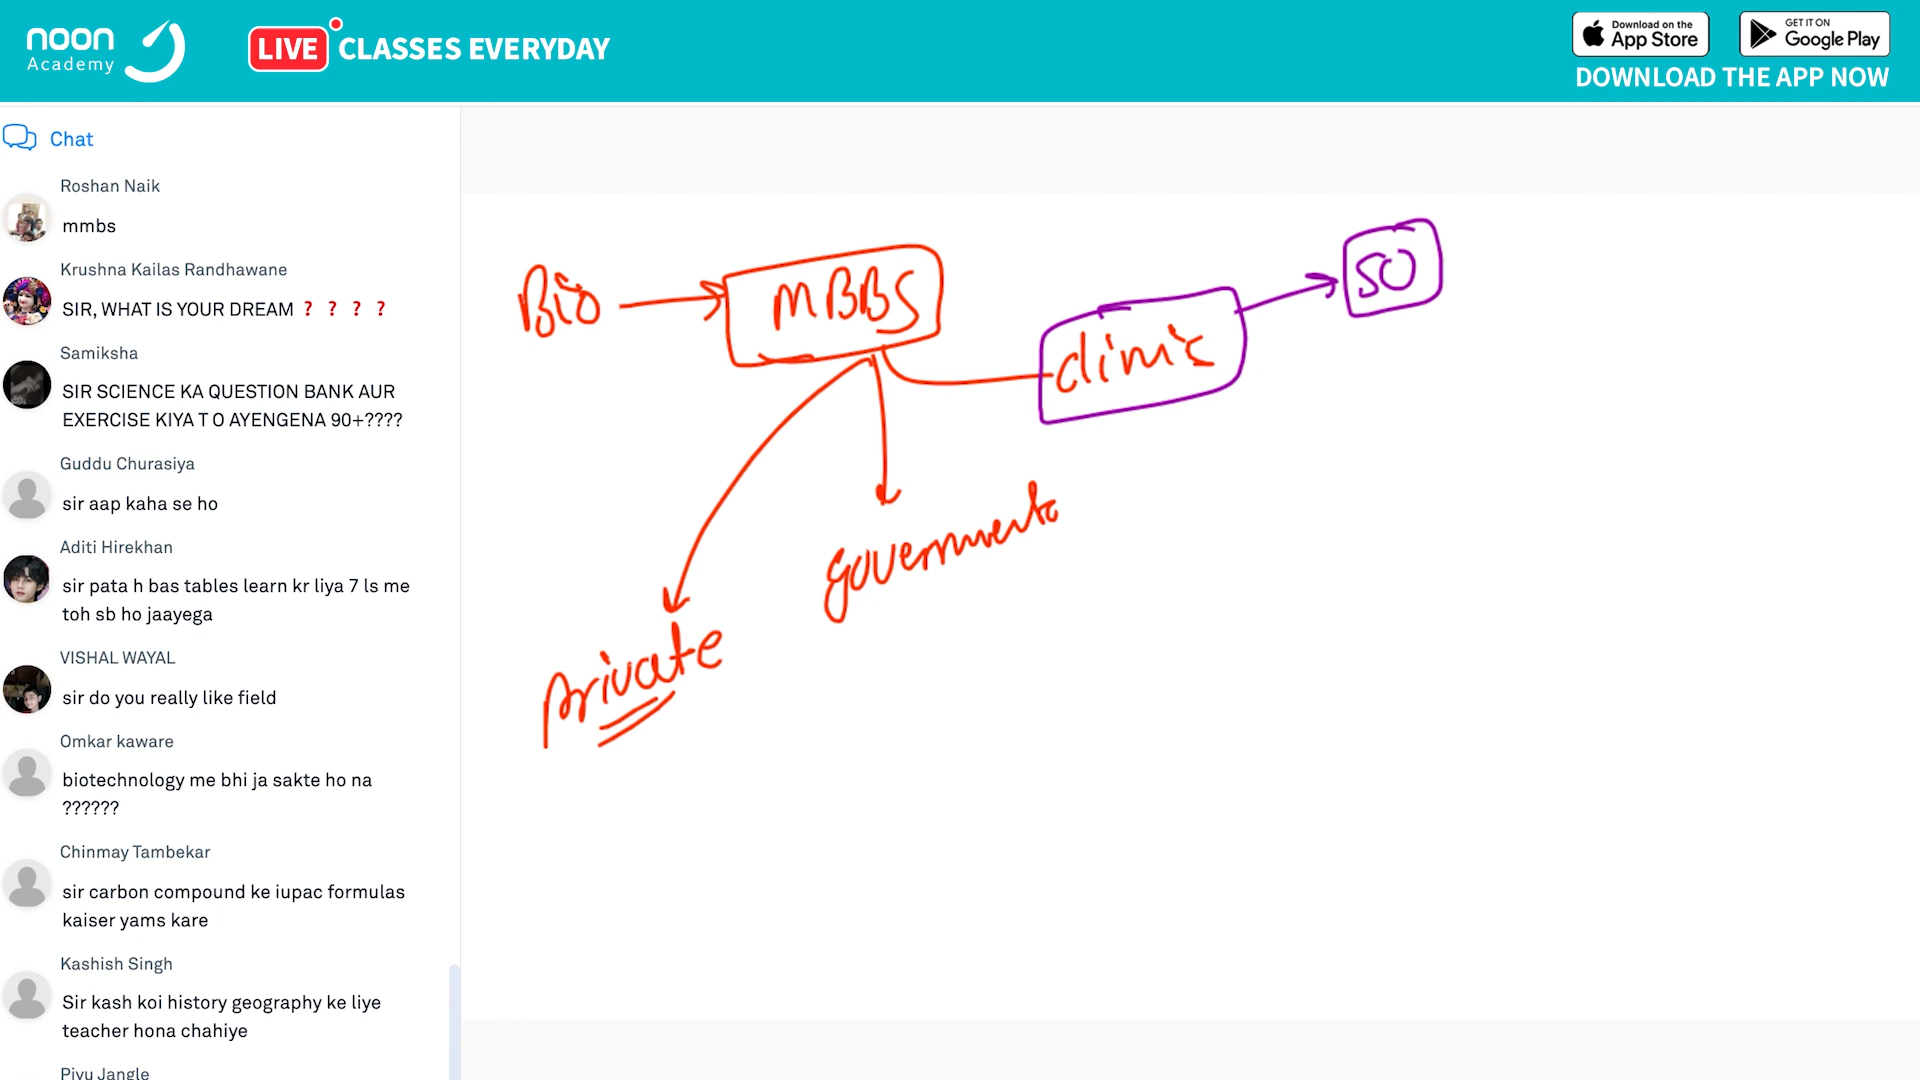 noon
Academy
LIVE CLASSES EVERYDAY
Download on the
App Store
GET IT ON
Google Play
DOWNLOAD THE APP NOW
Chat
Roshan Naik
mmbs
Krushna Kailas Randhawane
SIR, WHAT IS YOUR DREAM ❓ ❓ ❓ ❓
Samiksha
SIR SCIENCE KA QUESTION BANK AUR
EXERCISE KIYA T O AYENGENA 90+????
Guddu Churasiya
sir aap kaha se ho
Aditi Hirekhan
sir pata h bas tables learn kr liya 7 ls me
toh sb ho jaayega
VISHAL WAYAL
sir do you really like field
Omkar kaware
biotechnology me bhi ja sakte ho na
??????
Chinmay Tambekar
sir carbon compound ke iupac formulas
kaiser yams kare
Kashish Singh
Sir kash koi history geography ke liye
teacher hona chahiye
Piyu Jangle
Bio
MBBS
clinic
50
government
private